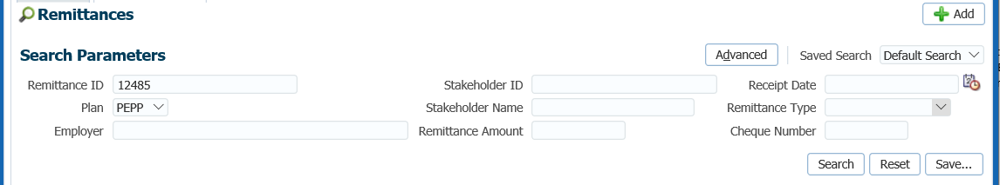 Remittances
Add
Search Parameters
Advanced Saved Search Default Search
Remittance ID 12485 Stakeholder ID Receipt Date
Plan PEPP Stakeholder Name Remittance Type
Employer Remittance Amount Cheque Number
Search Reset Save...